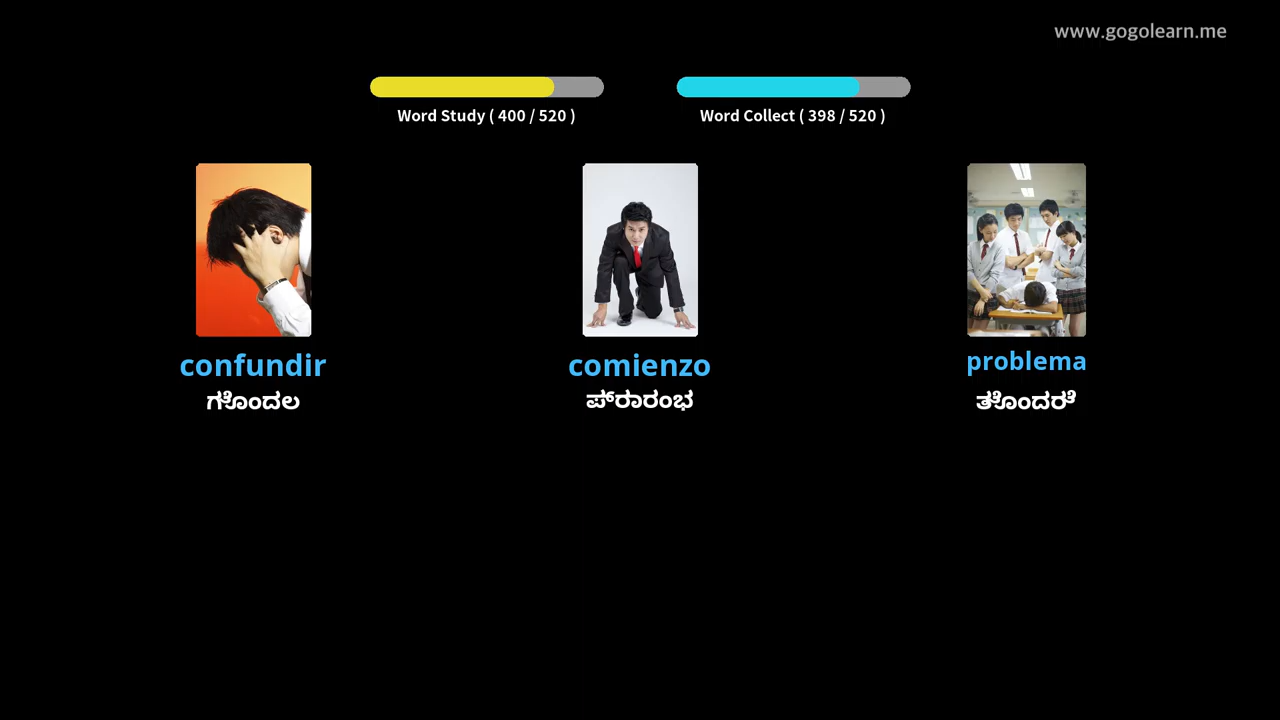 www.gogolearn.me
Word Study ( 400 / 520 )
Word Collect ( 398 / 520 )
confundir
comienzo
problema
ಗೊಂದಲ
ಪ್ರಾರಂಭ
ತೊಂದರೆ